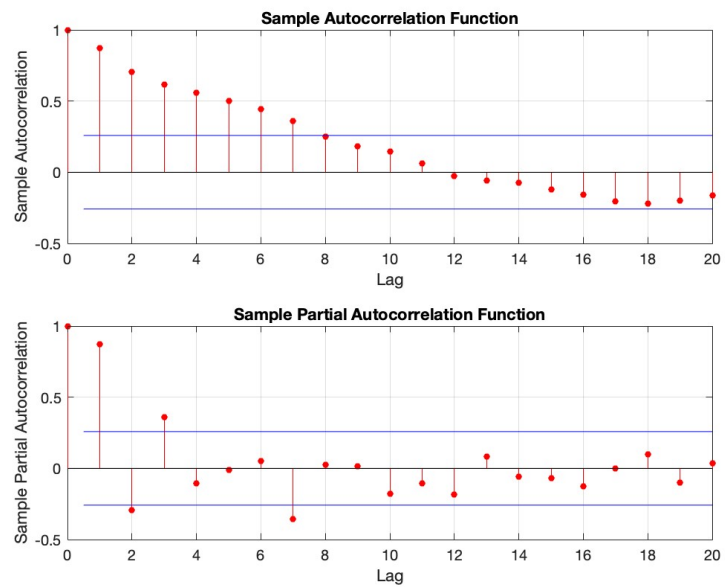 Sample Autocorrelation Function
Sample Autocorrelation
1
0.5
0
-0.5
0 2 4 6 8 10 12 14 16 18 20
Lag
Sample Partial Autocorrelation Function
Sample Partial Autocorrelation
1
0.5
0
-0.5
0 2 4 6 8 10 12 14 16 18 20
Lag